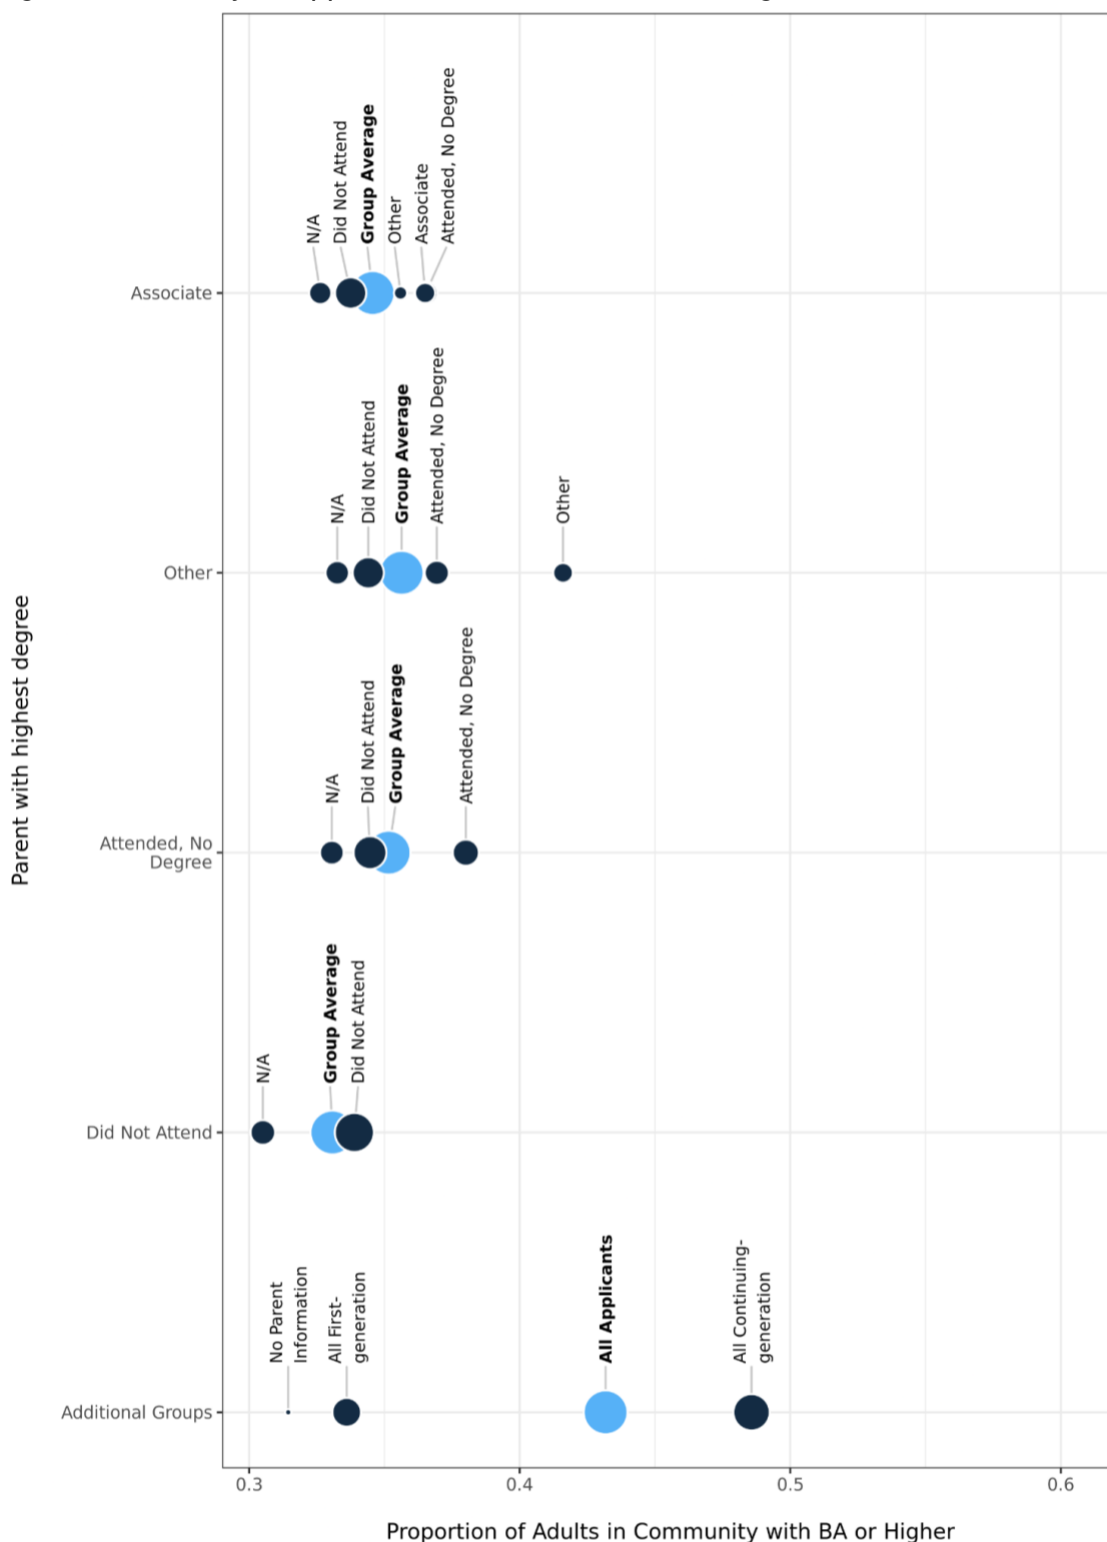 N/A
Did Not Attend
Group Average
Other
Associate
Attended, No Degree
Associate
N/A
Did Not Attend
Group Average
Attended, No Degree
Other
Other
N/A
Did Not Attend
Group Average
Attended, No Degree
Attended, No
Degree
Parent with highest degree
N/A
Group Average
Did Not Attend
Did Not Attend
No Parent
Information
All First-
generation
All Applicants
All Continuing-
generation
Additional Groups
0.3
0.4
0.5
0.6
Proportion of Adults in Community with BA or Higher